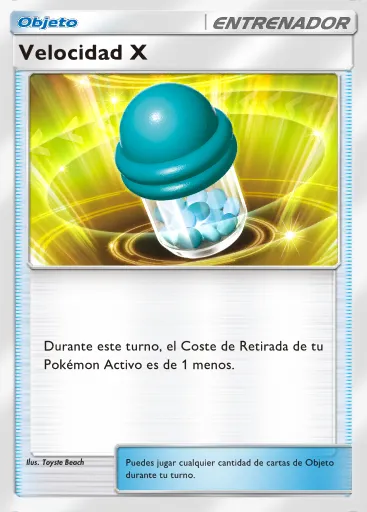 Objeto
ENTRENADOR
Velocidad X
Durante este turno, el Coste de Retirada de tu
Pokémon Activo es de 1 menos.
Ilus. Toyste Beach
Puedes jugar cualquier cantidad de cartas de Objeto
durante tu turno.